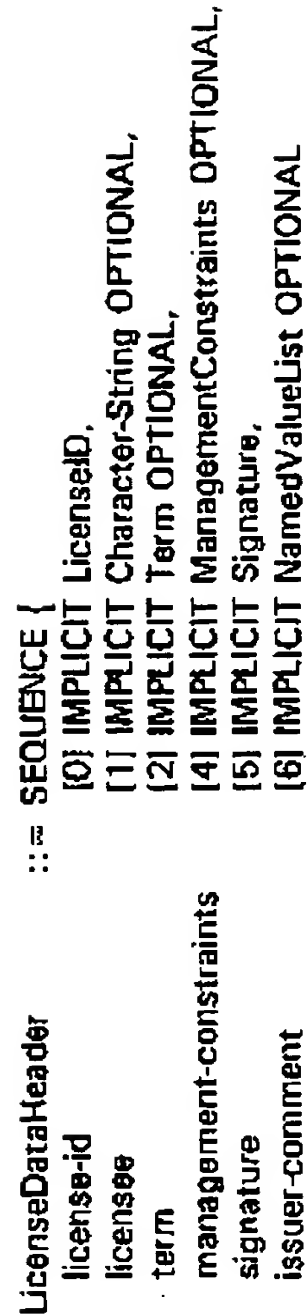 LicenseDataHeader ::= SEQUENCE {
license-id [0] IMPLICIT LicenseID,
licensee [1] IMPLICIT Character-String OPTIONAL,
term [2] IMPLICIT Term OPTIONAL,
management-constraints [4] IMPLICIT ManagementConstraints OPTIONAL,
signature [5] IMPLICIT Signature,
issuer-comment [6] IMPLICIT NamedValueList OPTIONAL